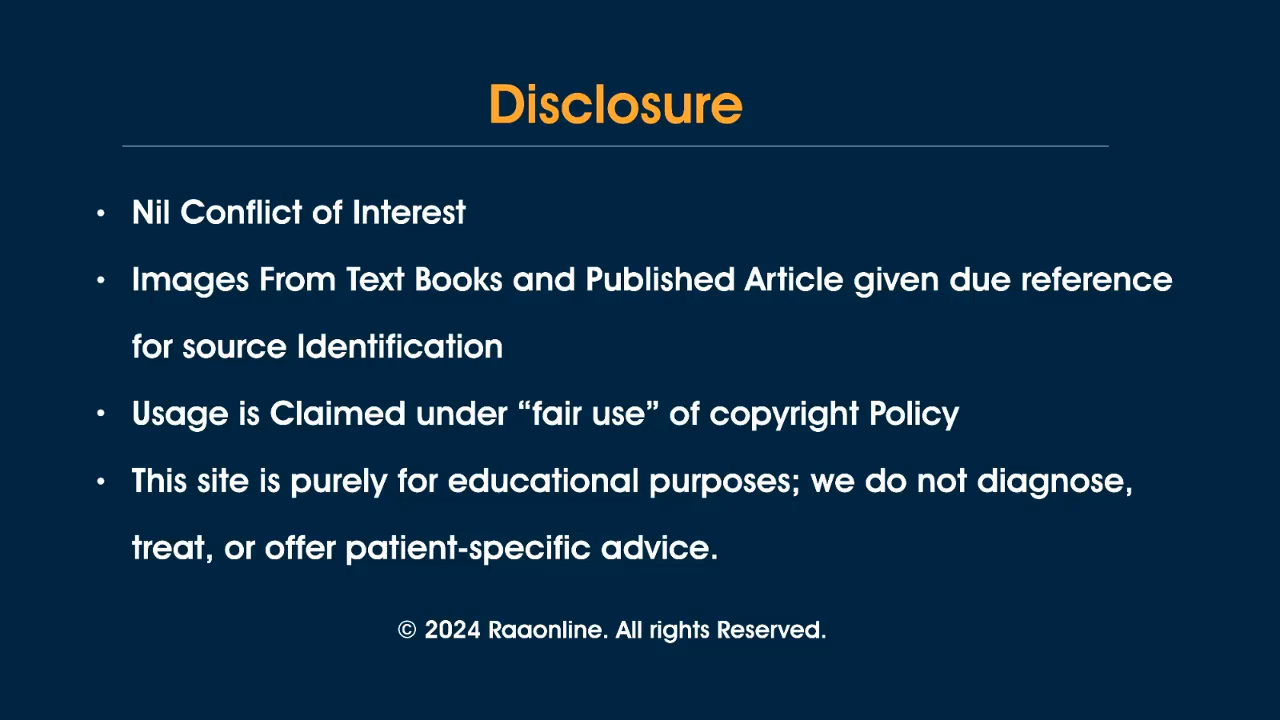 Disclosure
• Nil Conflict of Interest
• Images From Text Books and Published Article given due reference
for source Identification
• Usage is Claimed under “fair use” of copyright Policy
• This site is purely for educational purposes; we do not diagnose,
treat, or offer patient-specific advice.
© 2024 Raaonline. All rights Reserved.